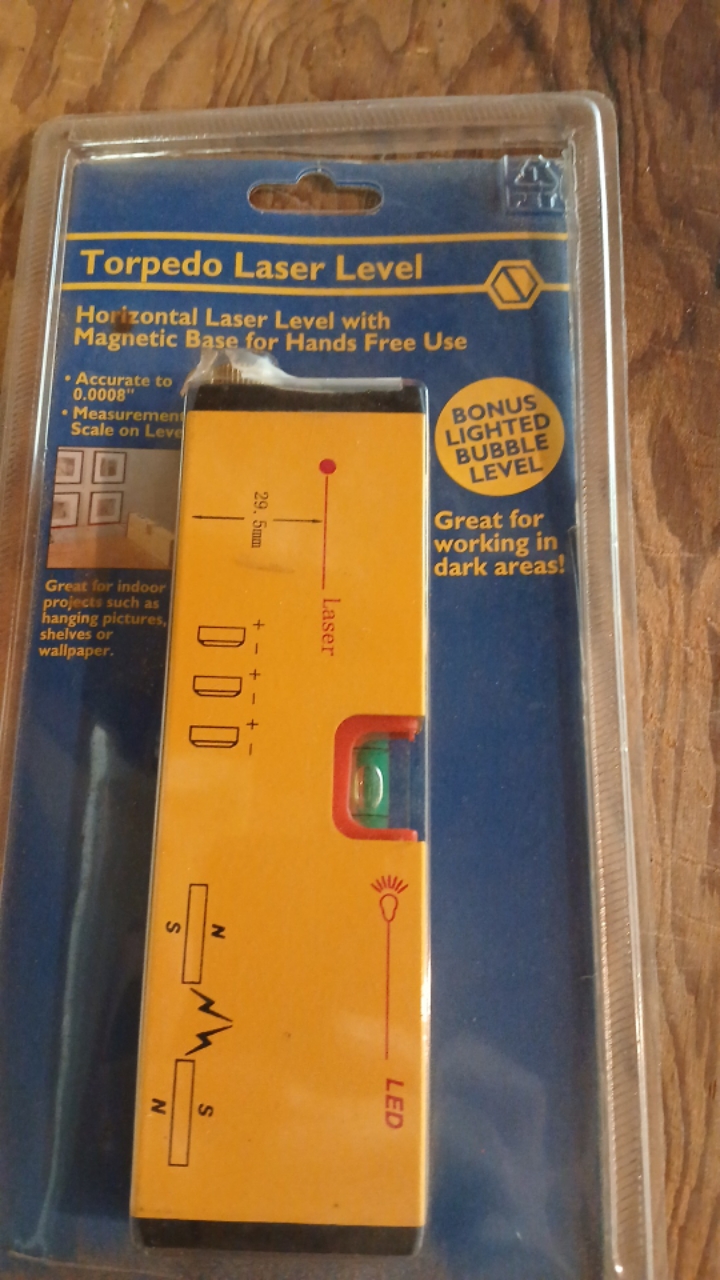 Torpedo Laser Level
Horizontal Laser Level with
Magnetic Base for Hands Free Use
• Accurate to
0.0008"
• Measurement
Scale on Leve
BONUS
LIGHTED
BUBBLE
LEVEL
Great for
working in
dark areas!
Great for indoor
projects such as
hanging pictures,
shelves or
wallpaper.
29.5mm
Laser
+ -
+ -
+ -
N
S
S
N
LED